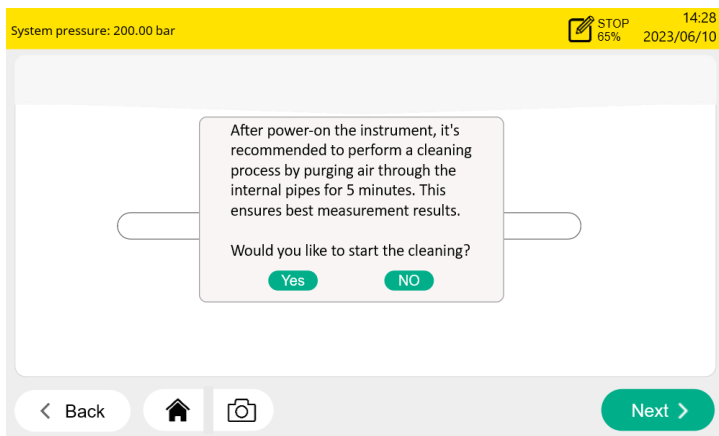 System pressure: 200.00 bar
STOP
65%
14:28
2023/06/10
After power-on the instrument, it's
recommended to perform a cleaning
process by purging air through the
internal pipes for 5 minutes. This
ensures best measurement results.
Would you like to start the cleaning?
Yes
NO
Back
Next